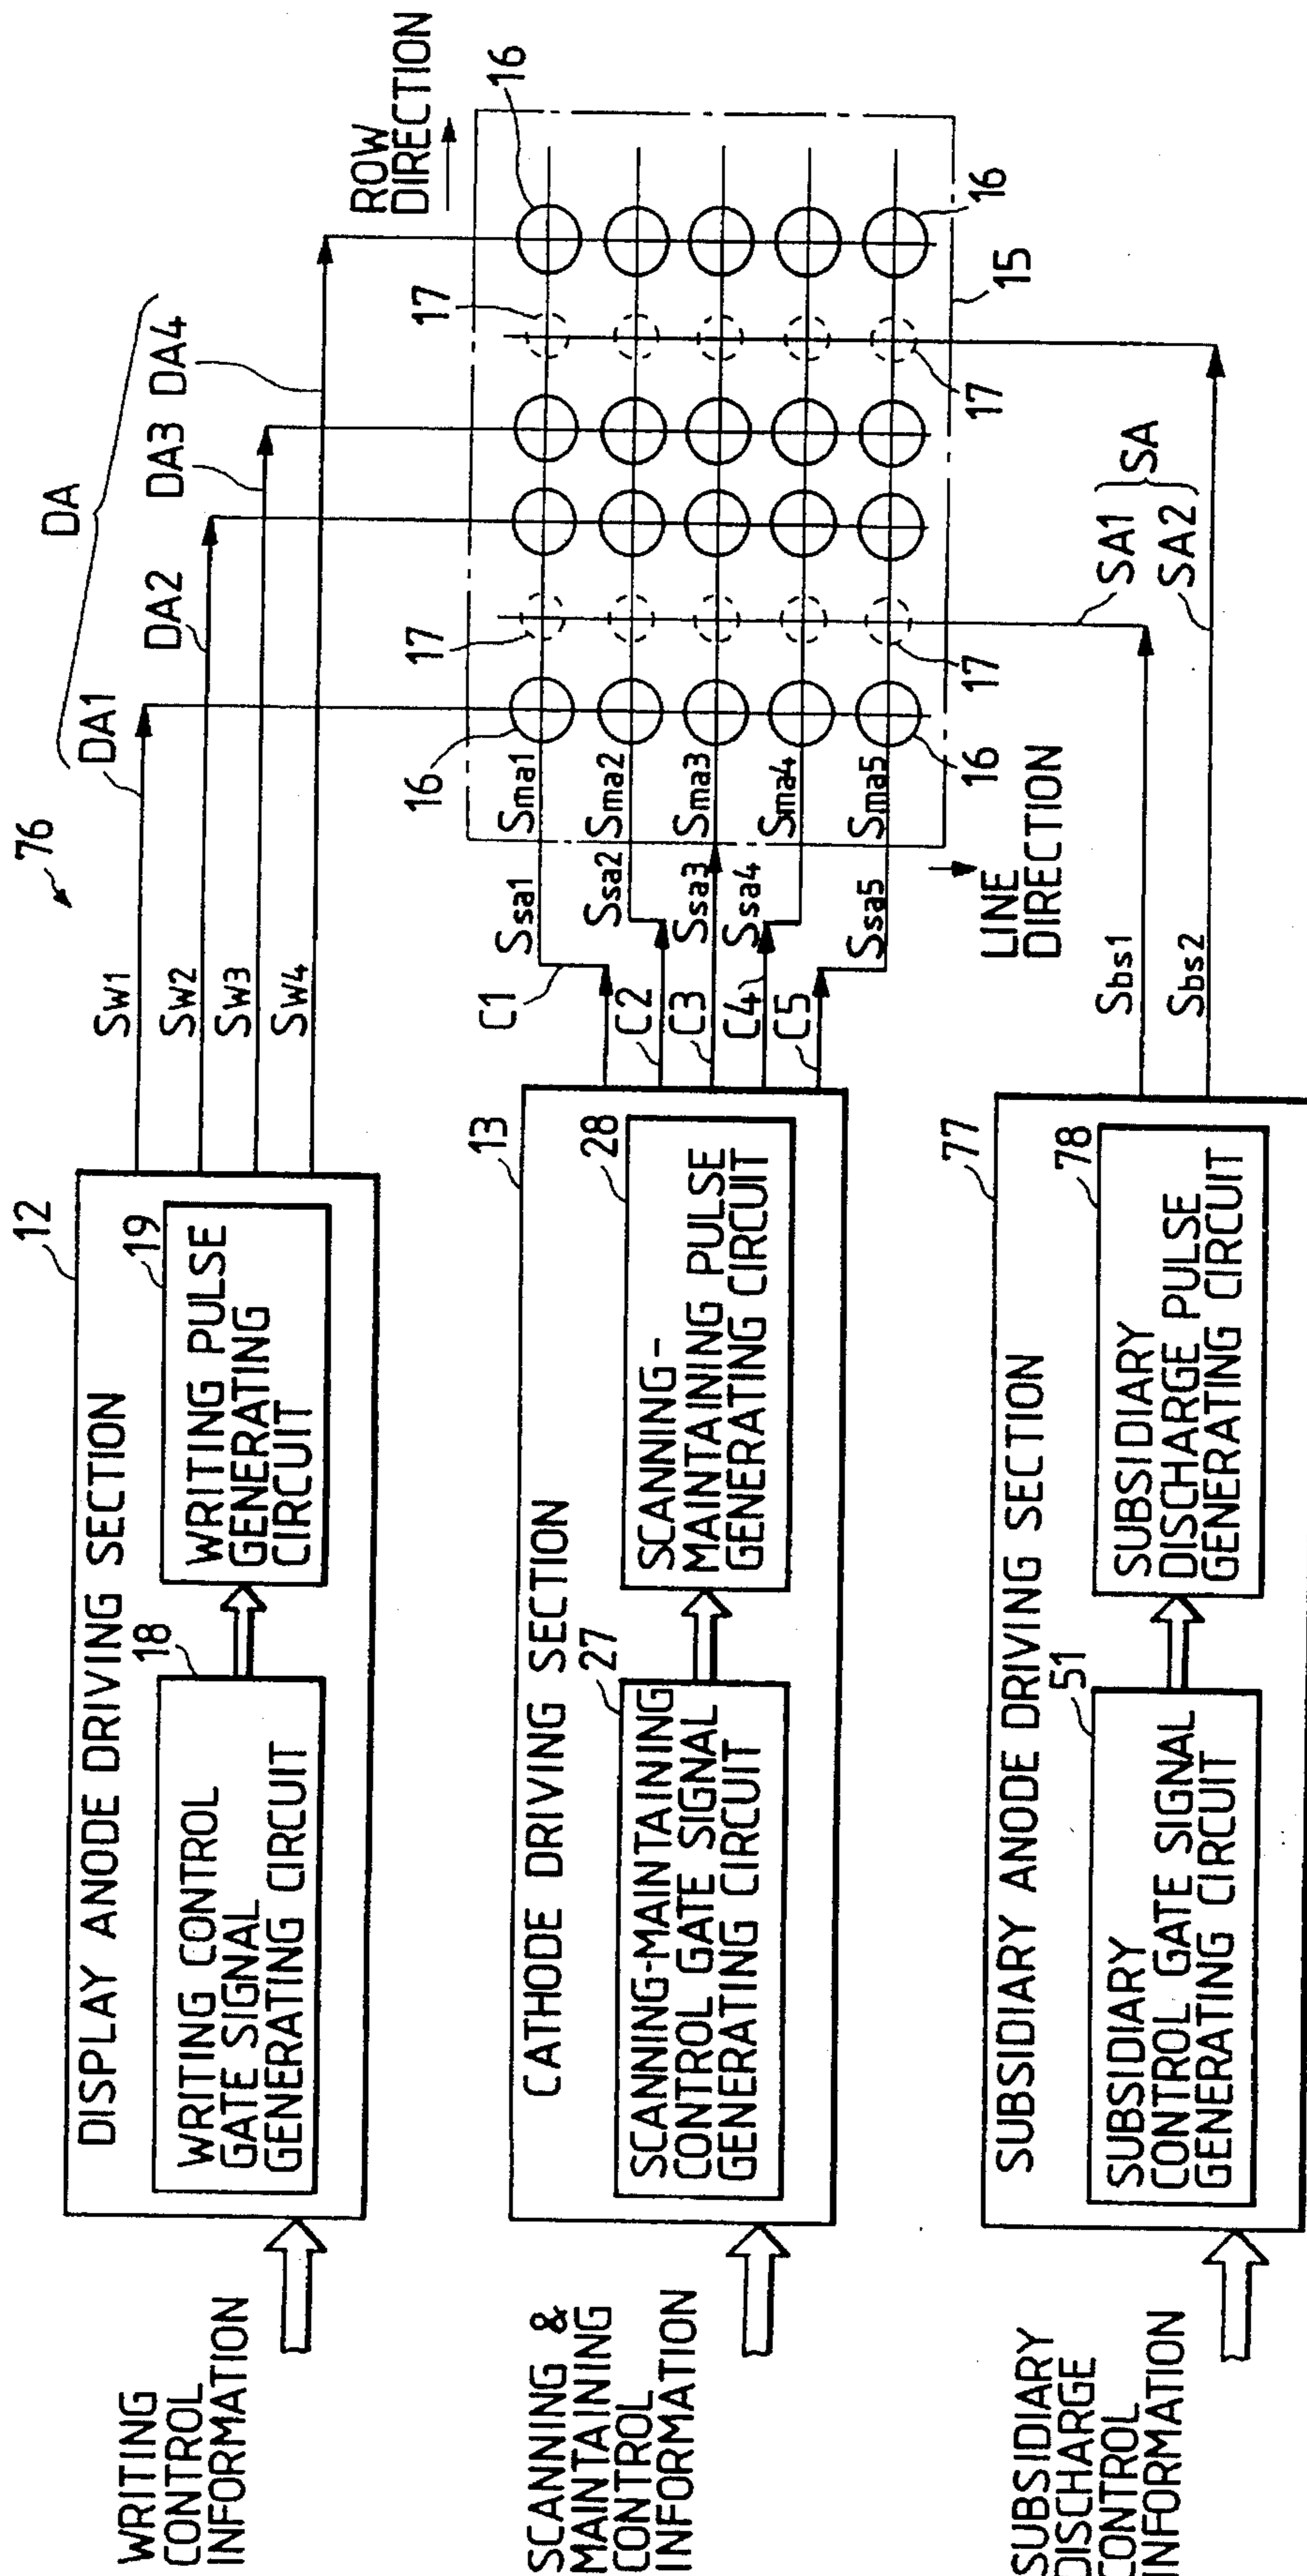 76
WRITING
CONTROL
INFORMATION
12
DISPLAY ANODE DRIVING SECTION
18
WRITING CONTROL
GATE SIGNAL
GENERATING CIRCUIT
19
WRITING PULSE
GENERATING
CIRCUIT
Sw1
Sw2
Sw3
Sw4
DA
DA1
DA2
DA3
DA4
ROW
DIRECTION
SCANNING &
MAINTAINING
CONTROL
INFORMATION
13
CATHODE DRIVING SECTION
27
SCANNING-MAINTAINING
CONTROL GATE SIGNAL
GENERATING CIRCUIT
28
SCANNING-
MAINTAINING PULSE
GENERATING CIRCUIT
C1
C2
C3
C4
C5
Ssa1
Ssa2
Ssa3
Ssa4
Ssa5
Sma1
Sma2
Sma3
Sma4
Sma5
16
17
17
16
16
17
17
16
15
LINE
DIRECTION
SUBSIDIARY
DISCHARGE
CONTROL
INFORMATION
77
SUBSIDIARY ANODE DRIVING SECTION
51
SUBSIDIARY
CONTROL GATE SIGNAL
GENERATING CIRCUIT
78
SUBSIDIARY
DISCHARGE PULSE
GENERATING CIRCUIT
Sbs1
Sbs2
SA1
SA2
SA